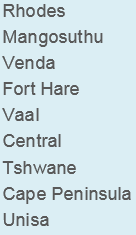 Rhodes
Mangosuthu
Venda
Fort Hare
Vaal
Central
Tshwane
Cape Peninsula
Unisa